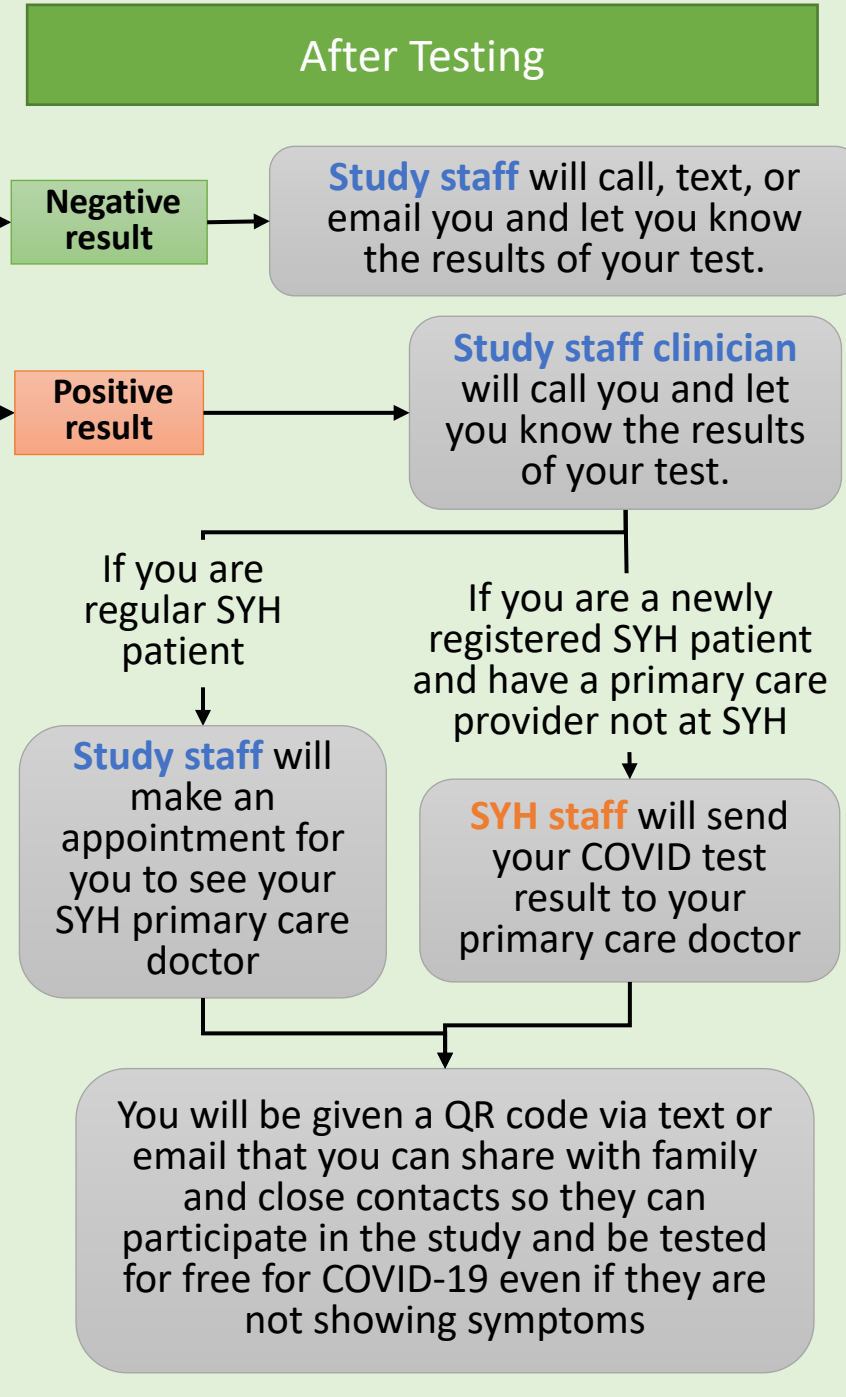 After Testing
Negative
result
Study staff will call, text, or
email you and let you know
the results of your test.
Positive
result
Study staff clinician
will call you and let
you know the results
of your test.
If you are
regular SYH
patient
If you are a newly
registered SYH patient
and have a primary care
provider not at SYH
Study staff will
make an
appointment for
you to see your
SYH primary care
doctor
SYH staff will send
your COVID test
result to your
primary care doctor
You will be given a QR code via text or
email that you can share with family
and close contacts so they can
participate in the study and be tested
for free for COVID-19 even if they are
not showing symptoms